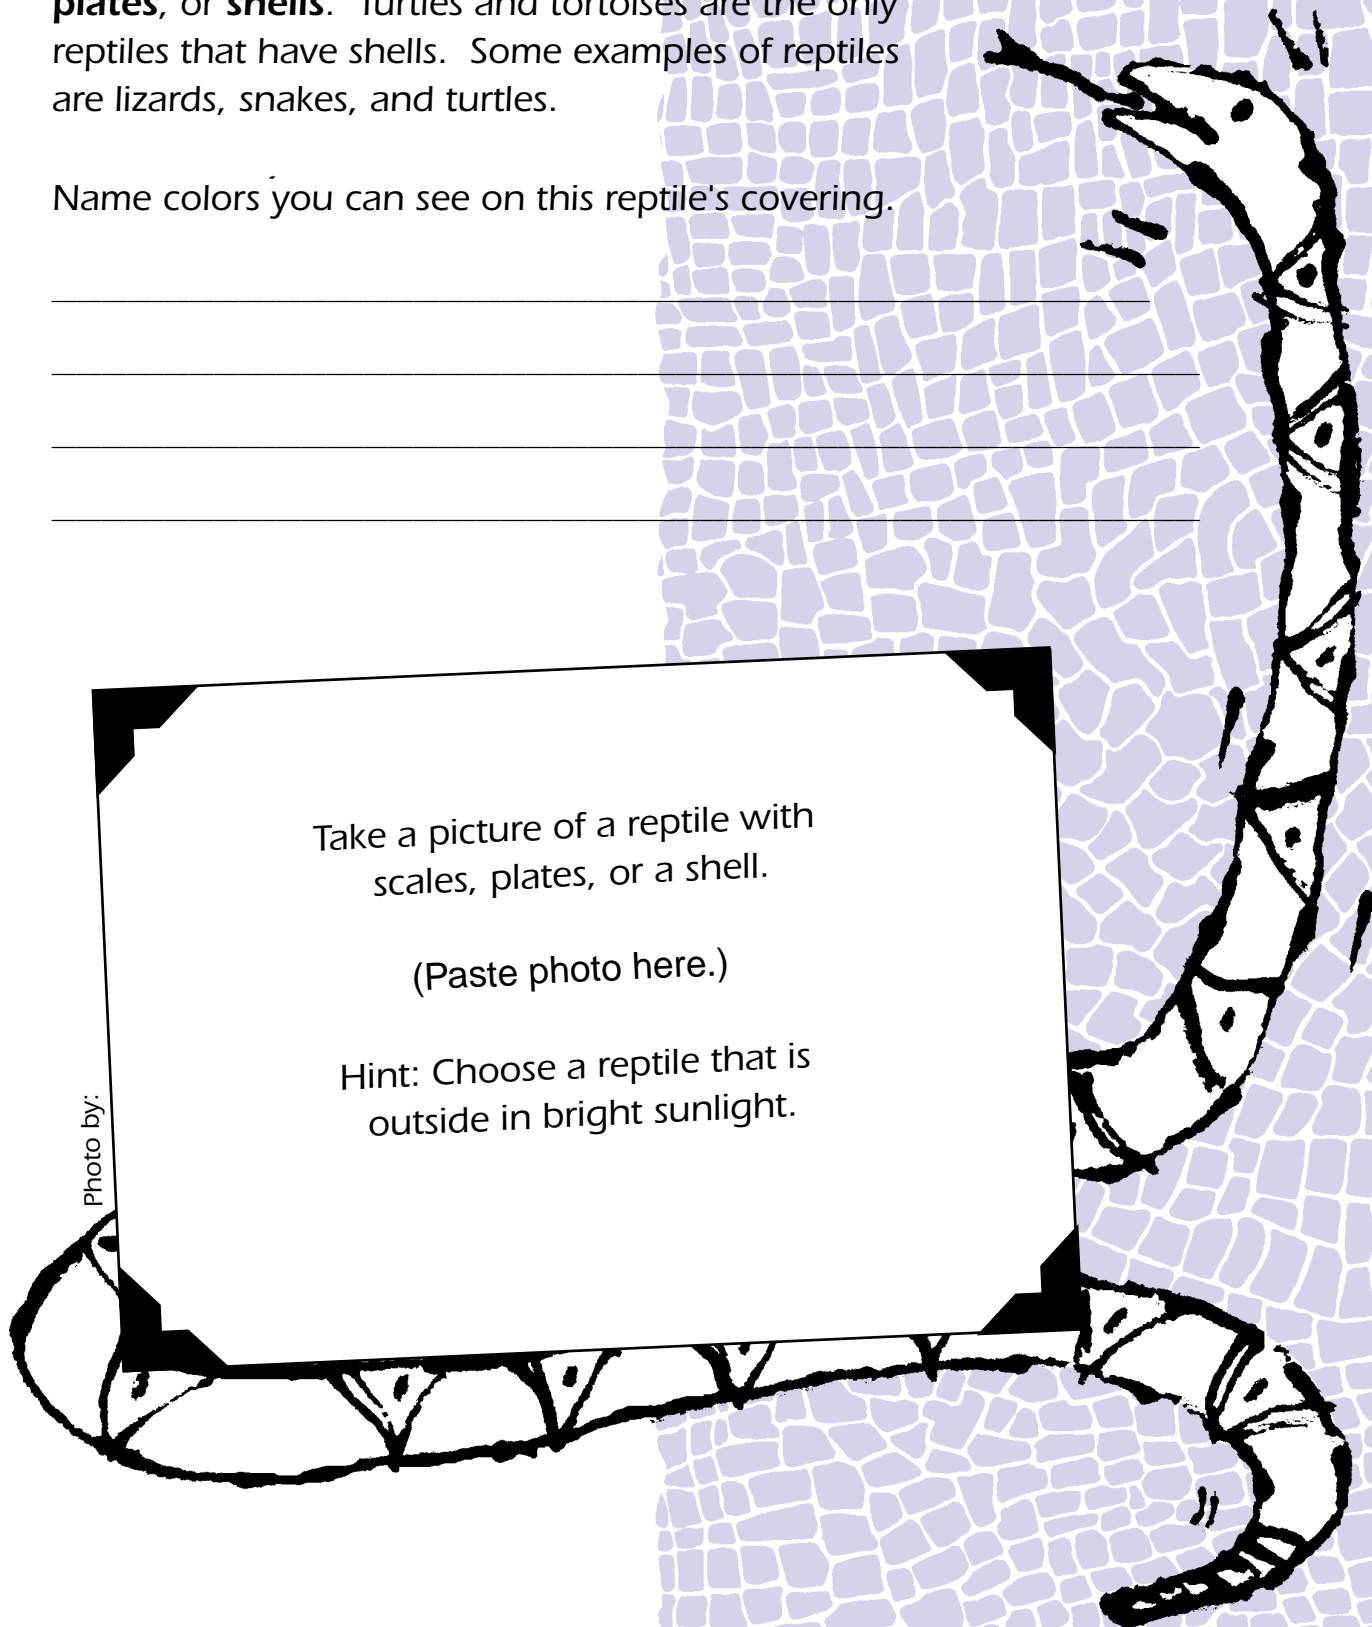 plates, or shells. Turtles and tortoises are the only
reptiles that have shells. Some examples of reptiles
are lizards, snakes, and turtles.
Name colors you can see on this reptile's covering.
Take a picture of a reptile with
scales, plates, or a shell.
(Paste photo here.)
Hint: Choose a reptile that is
outside in bright sunlight.
Photo by: